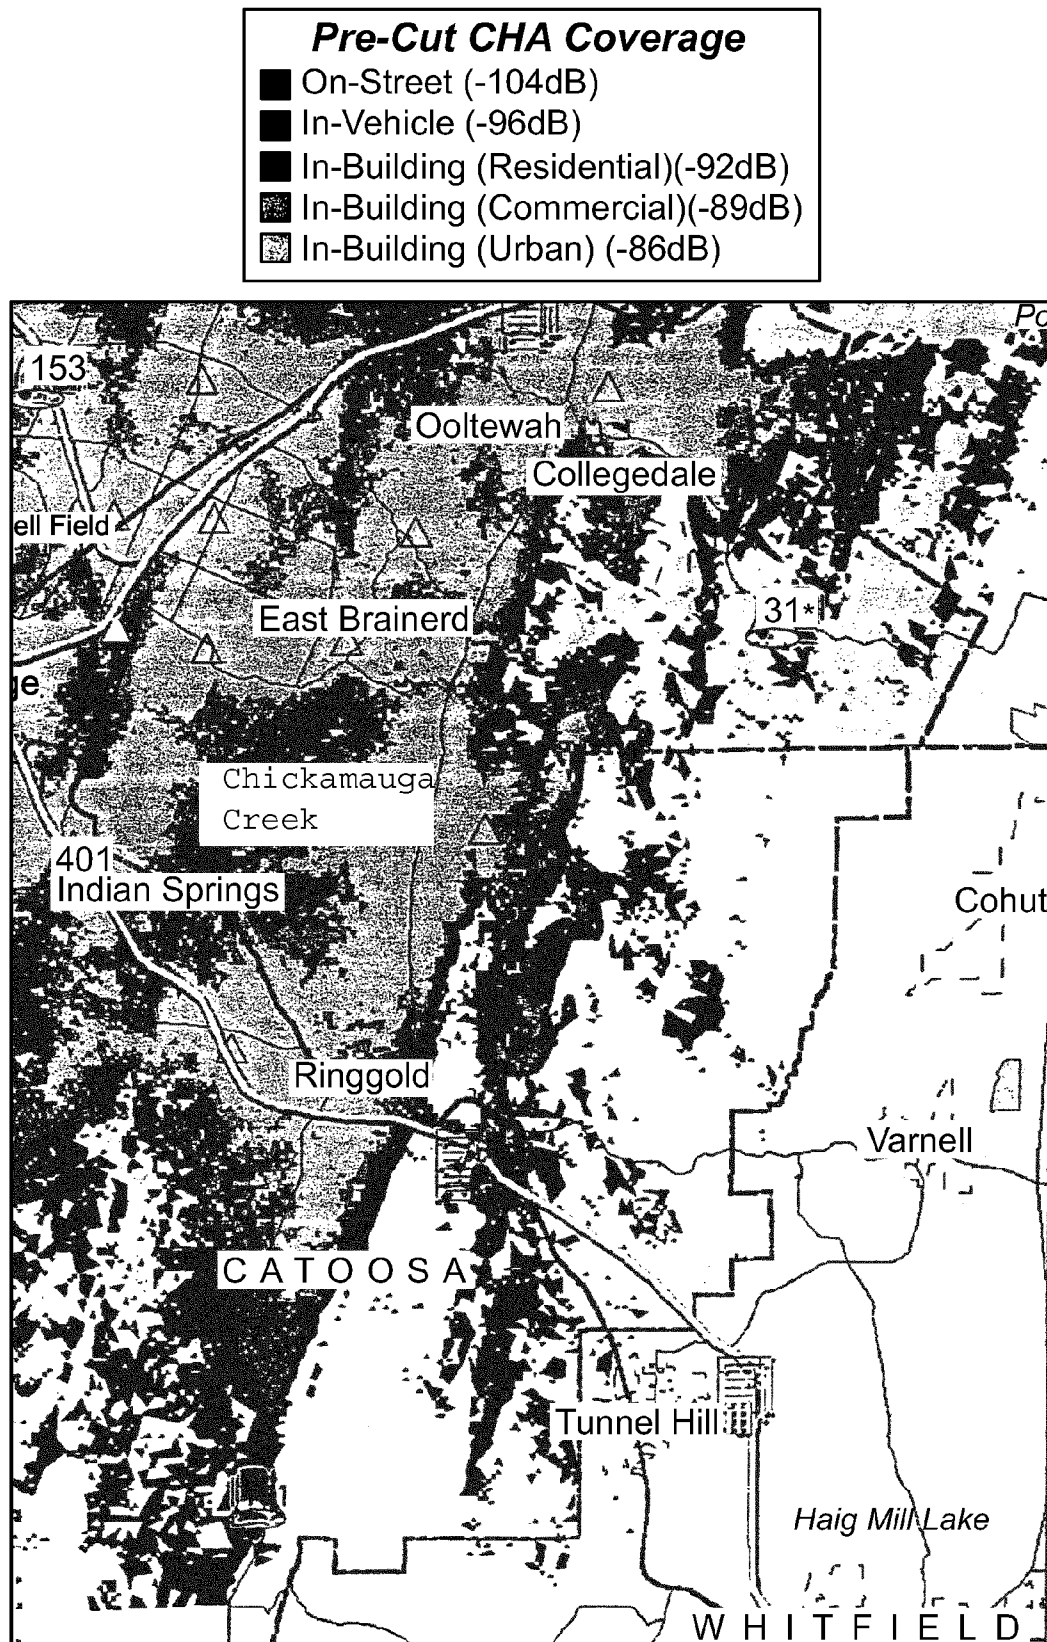 Pre-Cut CHA Coverage
On-Street (-104dB)
In-Vehicle (-96dB)
In-Building (Residential)(-92dB)
In-Building (Commercial)(-89dB)
In-Building (Urban) (-86dB)
Po
153
Ooltewah
Collegedale
ell Field
31*
East Brainerd
ge
Chickamauga
Creek
401
Indian Springs
Cohut
Ringgold
Varnell
CATOOSA
Tunnel Hill
Haig Mill Lake
WHITFIELD